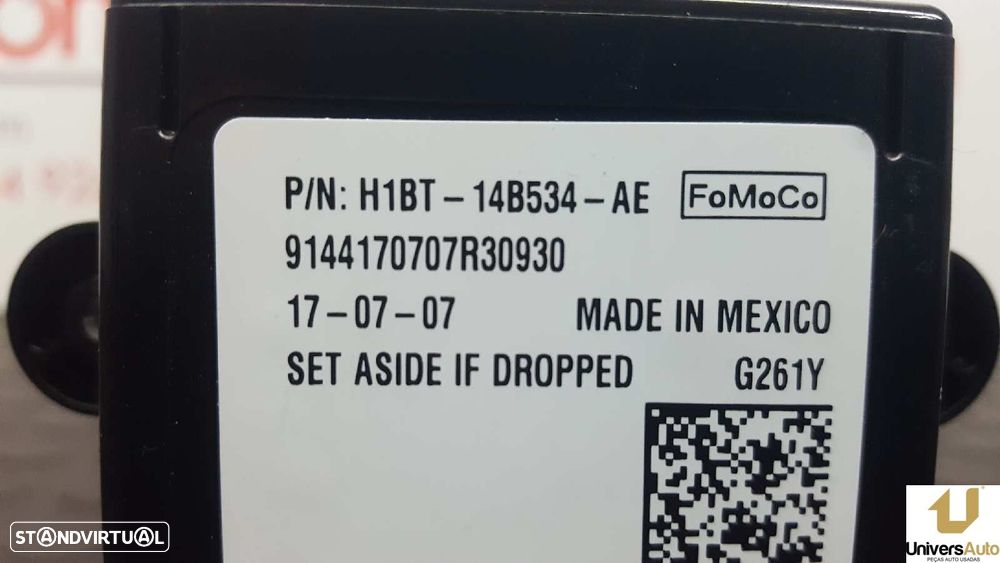 P/N: H1BT-14B534-AE FoMoCo
9144170707R30930
17-07-07 MADE IN MEXICO
SET ASIDE IF DROPPED G261Y
STANDVIRTUAL
UniversAuto
PEÇAS AUTO USADAS